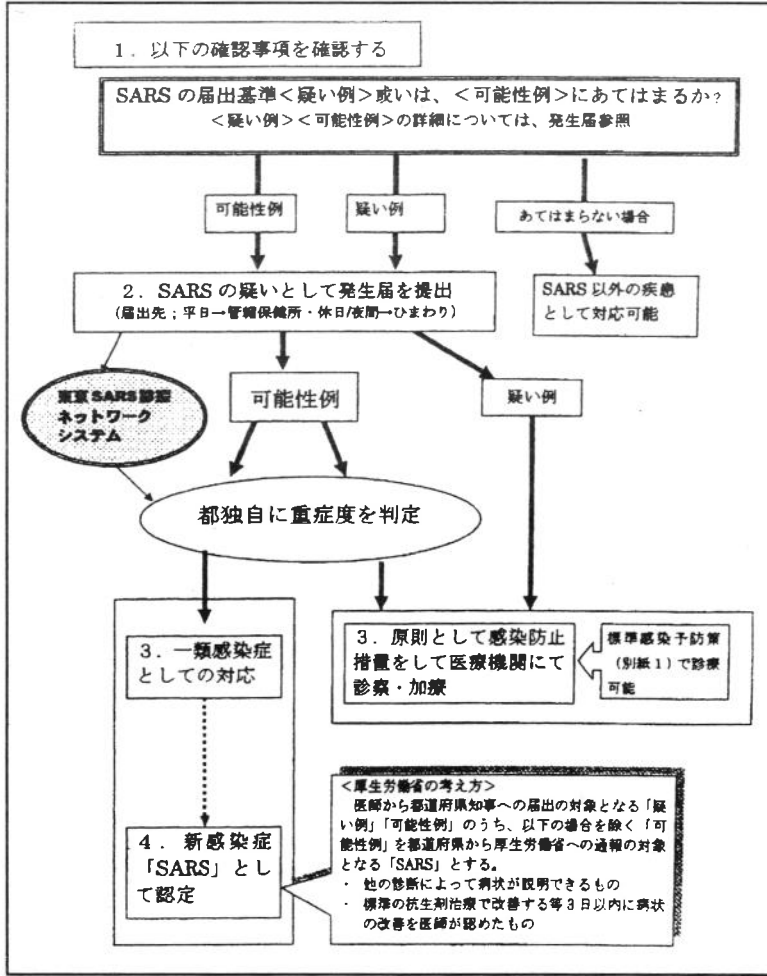 1．以下の確認事項を確認する
SARS の届出基準＜疑い例＞或いは、＜可能性例＞にあてはまるか？
＜疑い例＞＜可能性例＞の詳細については、発生届参照
可能性例
疑い例
あてはまらない場合
2．SARS の疑いとして発生届を提出
(届出先；平日→管轄保健所・休日/夜間→ひまわり)
SARS 以外の疾患
として対応可能
東京 SARS 診療
ネットワーク
システム
可能性例
疑い例
都独自に重症度を判定
3．一類感染症
としての対応
3．原則として感染防止
措置をして医療機関にて
診察・加療
標準感染予防策
（別紙1）で診療
可能
4．新感染症
「SARS」とし
て認定
＜厚生労働省の考え方＞
医師から都道府県知事への届出の対象となる「疑
い例」「可能性例」のうち、以下の場合を除く「可
能性例」を都道府県から厚生労働省への通報の対象
となる「SARS」とする。
・ 他の診断によって病状が説明できるもの
・ 標準の抗生剤治療で改善する等3日以内に病状
の改善を医師が認めたもの